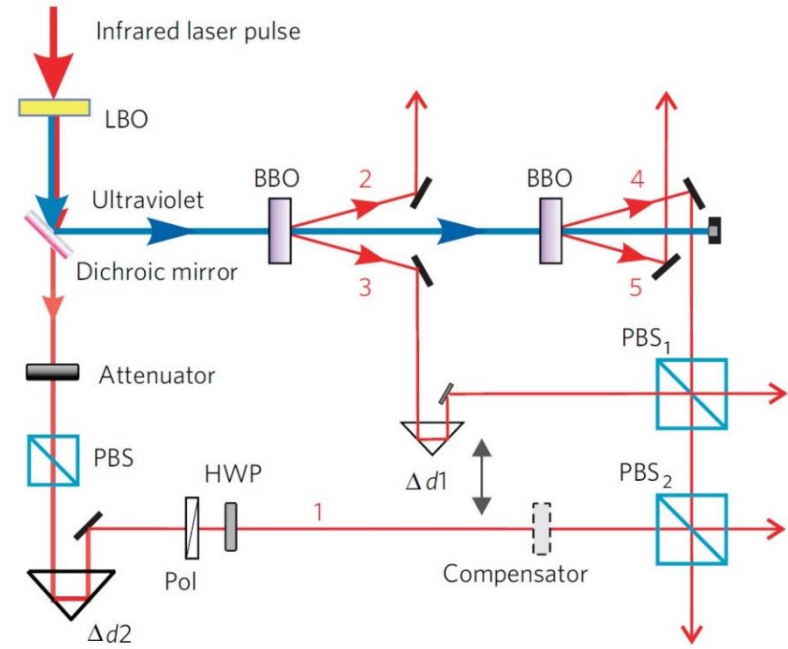 Infrared laser pulse
LBO
Ultraviolet
BBO
2
BBO
4
Dichroic mirror
3
5
PBS₁
Attenuator
PBS
HWP
Δd1
PBS₂
1
Pol
Compensator
Δd2